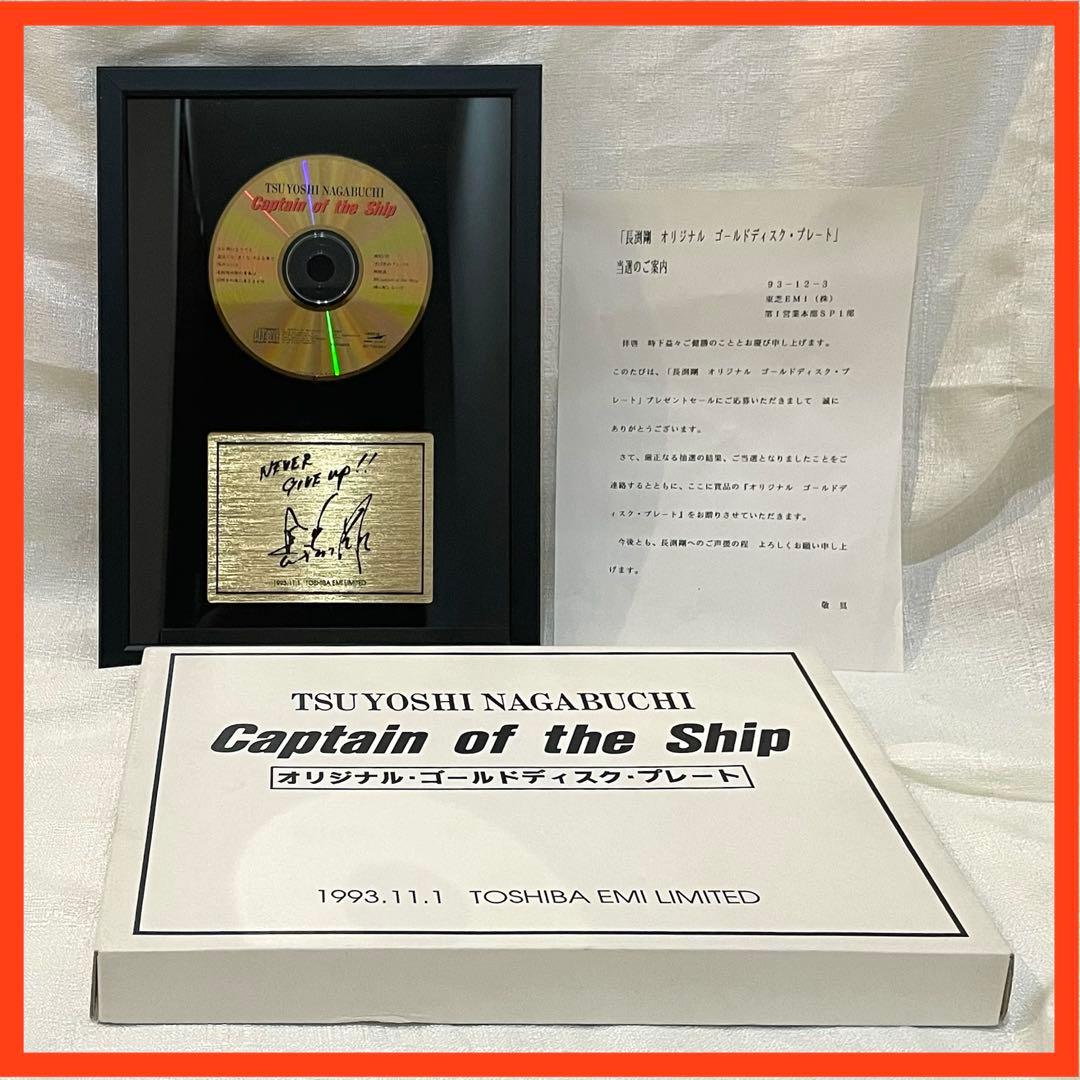 TSUYOSHI NAGABUCHI
Captain of the Ship
NEVER
GIVE up!!
1993.11.1 TOSHIBA EMI LIMITED
「長渕剛 オリジナル ゴールドディスク・プレート」
当選のご案内
93-12-3
東芝EMI(株)
第1営業本部SP1部
拝啓 時下益々ご健勝のこととお慶び申し上げます。
このたびは、「長渕剛 オリジナル ゴールドディスク・プ
レート」プレゼントセールにご応募いただきまして 誠に
ありがとうございます。
さて、厳正なる抽選の結果、ご当選となりましたことをご
連絡するとともに、ここに賞品の『オリジナル ゴールドデ
ィスク・プレート』をお贈りさせていただきます。
今後とも、長渕剛へのご声援の程 よろしくお願い申し上
げます。
敬具
TSUYOSHI NAGABUCHI
Captain of the Ship
オリジナル・ゴールドディスク・プレート
1993.11.1 TOSHIBA EMI LIMITED